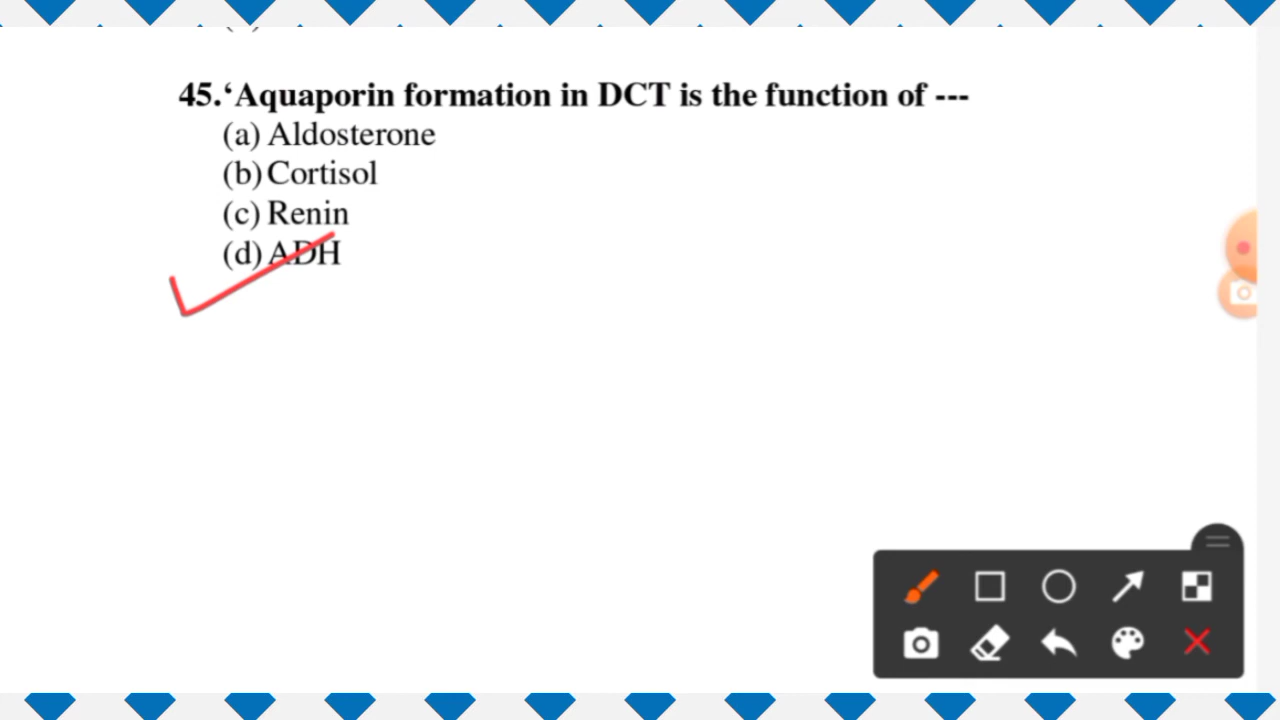 45.‘Aquaporin formation in DCT is the function of ---
(a) Aldosterone
(b) Cortisol
(c) Renin
(d) ADH